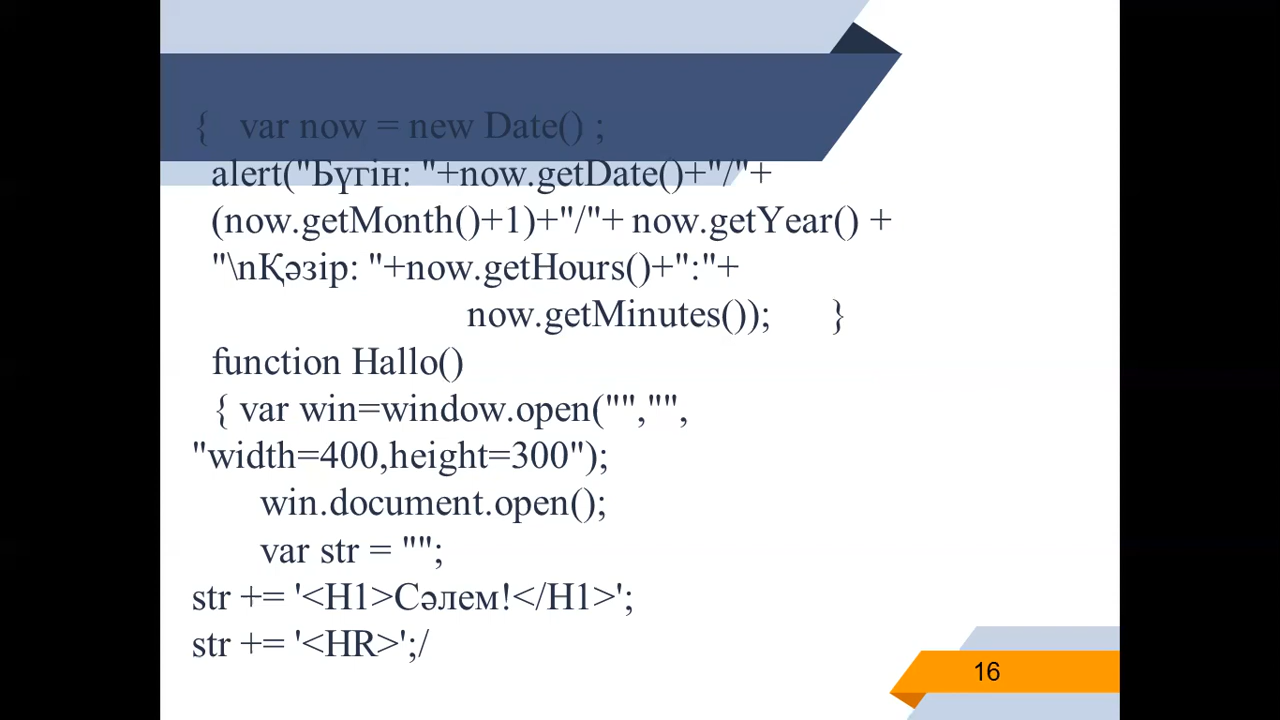 { var now = new Date() ;
alert("Бүгін: "+now.getDate()+"/"+
(now.getMonth()+1)+"/"+ now.getYear() +
"\nҚәзір: "+now.getHours()+":"+
now.getMinutes()); }
function Hallo()
{ var win=window.open("","",
"width=400,height=300");
win.document.open();
var str = "";
str += '<H1>Сәлем!</H1>';
str += '<HR>';/
16